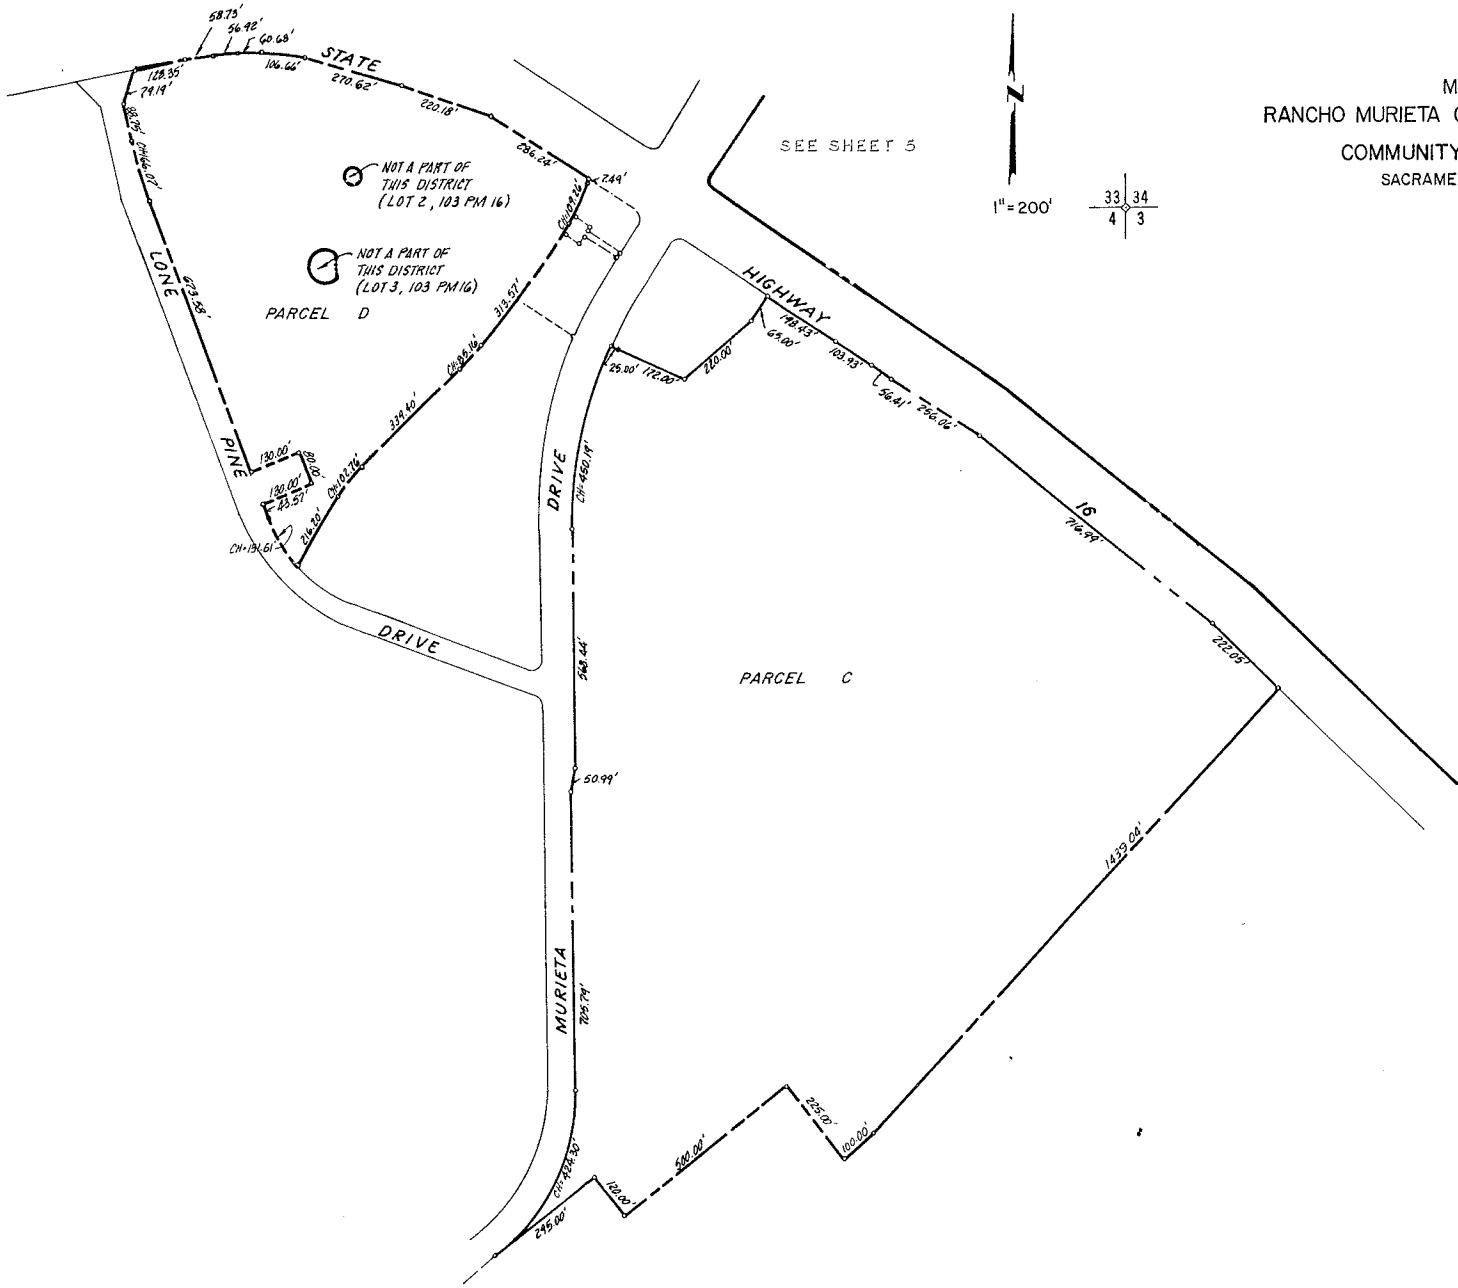 58.73'
56.92'
60.63'
STATE
128.35'
106.66'
270.62'
79.19'
220.18'
88.75'
CH=166.07'
286.24'
NOT A PART OF
THIS DISTRICT
(LOT 2, 103 PM 16)
7.49'
CH=109.26'
SEE SHEET 5
N
1"=200'
33 34
4 3
M
RANCHO MURIETA C
COMMUNITY
SACRAME
LONE
NOT A PART OF
THIS DISTRICT
(LOT 3, 103 PM 16)
PARCEL D
673.58'
313.57'
HIGHWAY
198.43'
65.00'
103.93'
56.41'
256.06'
220.00'
172.00'
25.00'
CH=85.16'
339.40'
PINE
130.00'
80.00'
130.00'
43.57'
CH=102.76'
216.20'
CH=131.61'
DRIVE
CH=450.19'
16
716.99'
DRIVE
568.44'
222.05'
PARCEL C
50.99'
1439.04'
MURIETA
705.79'
225.00'
100.00'
500.00'
CH=424.30'
120.00'
295.00'